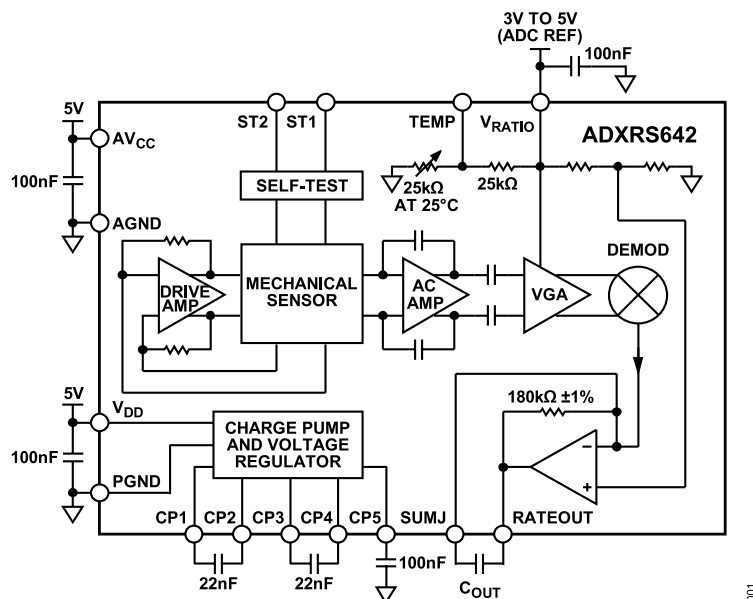 3V TO 5V
(ADC REF)
100nF
5V
ST2 ST1 TEMP VRATIO
ADXRS642
AVCC
100nF
25kΩ
AT 25°C
25kΩ
SELF-TEST
AGND
DEMOD
DRIVE
AMP
MECHANICAL
SENSOR
AC
AMP
VGA
5V
VDD
180kΩ ±1%
100nF
CHARGE PUMP
AND VOLTAGE
REGULATOR
−
+
PGND
CP1 CP2 CP3 CP4 CP5 SUMJ RATEOUT
22nF
22nF
100nF
COUT
001